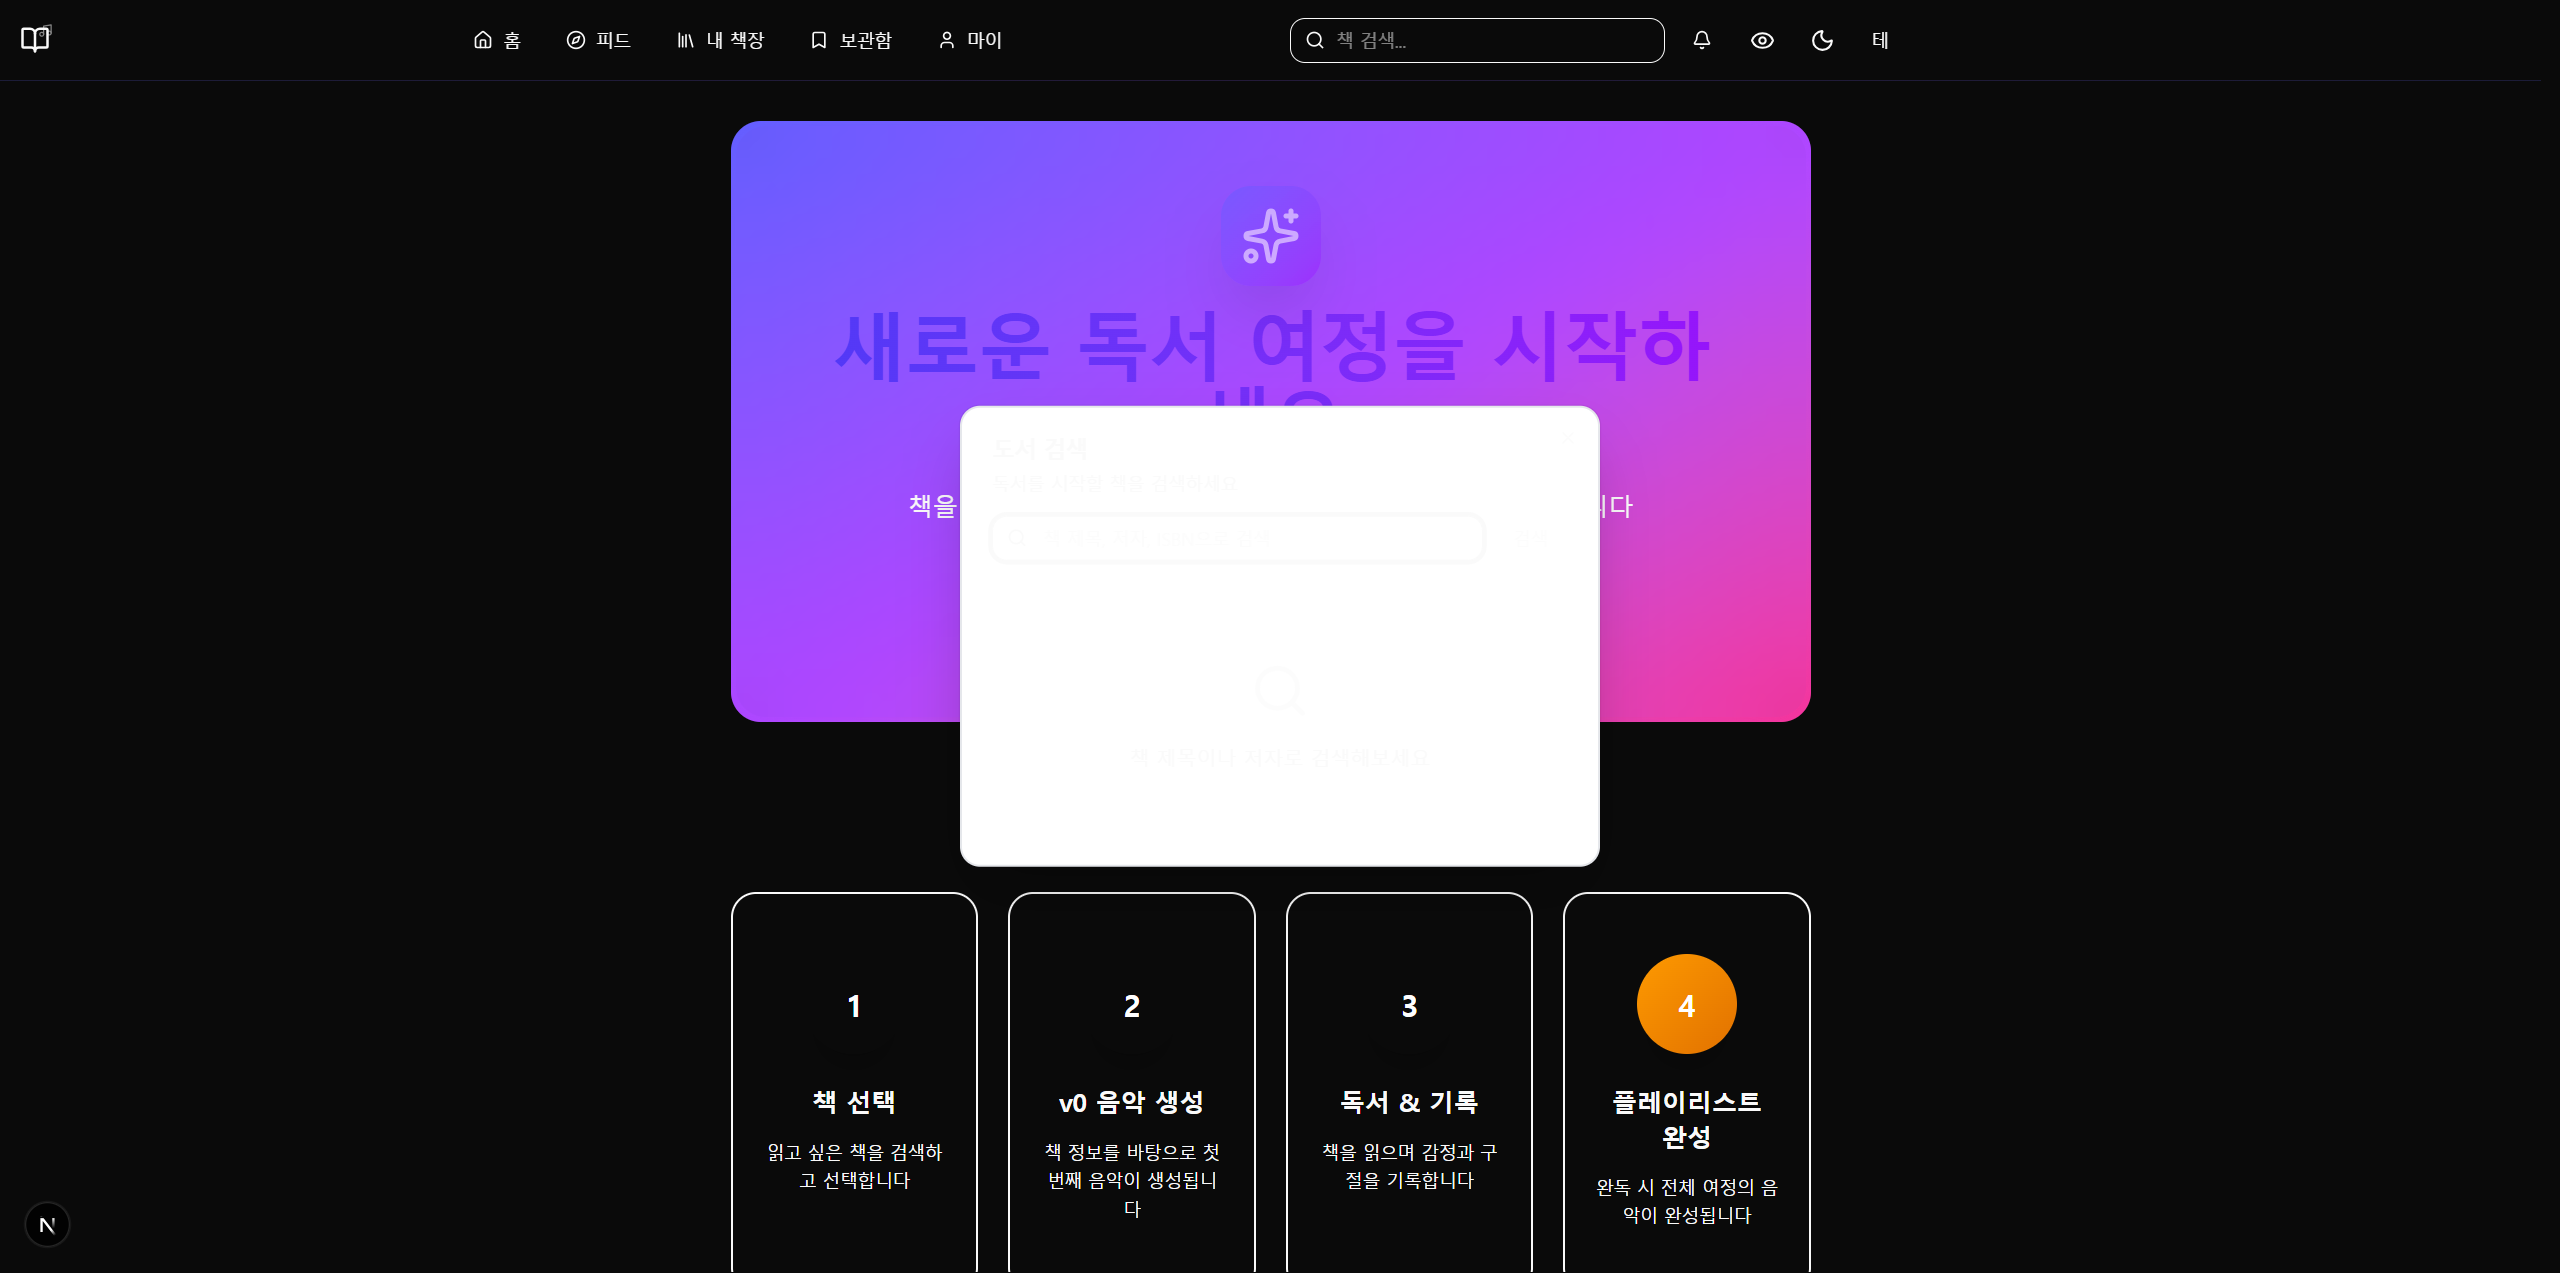 홈
피드
내 책장
보관함
마이
책 검색...
테
새로운 독서 여정을 시작하
책을
니다
도서 검색
독서를 시작할 책을 검색하세요
검색
책 제목이나 저자로 검색해보세요
1
책 선택
읽고 싶은 책을 검색하
고 선택합니다
2
v0 음악 생성
책 정보를 바탕으로 첫
번째 음악이 생성됩니
다
3
독서 & 기록
책을 읽으며 감정과 구
절을 기록합니다
4
플레이리스트
완성
완독 시 전체 여정의 음
악이 완성됩니다
N